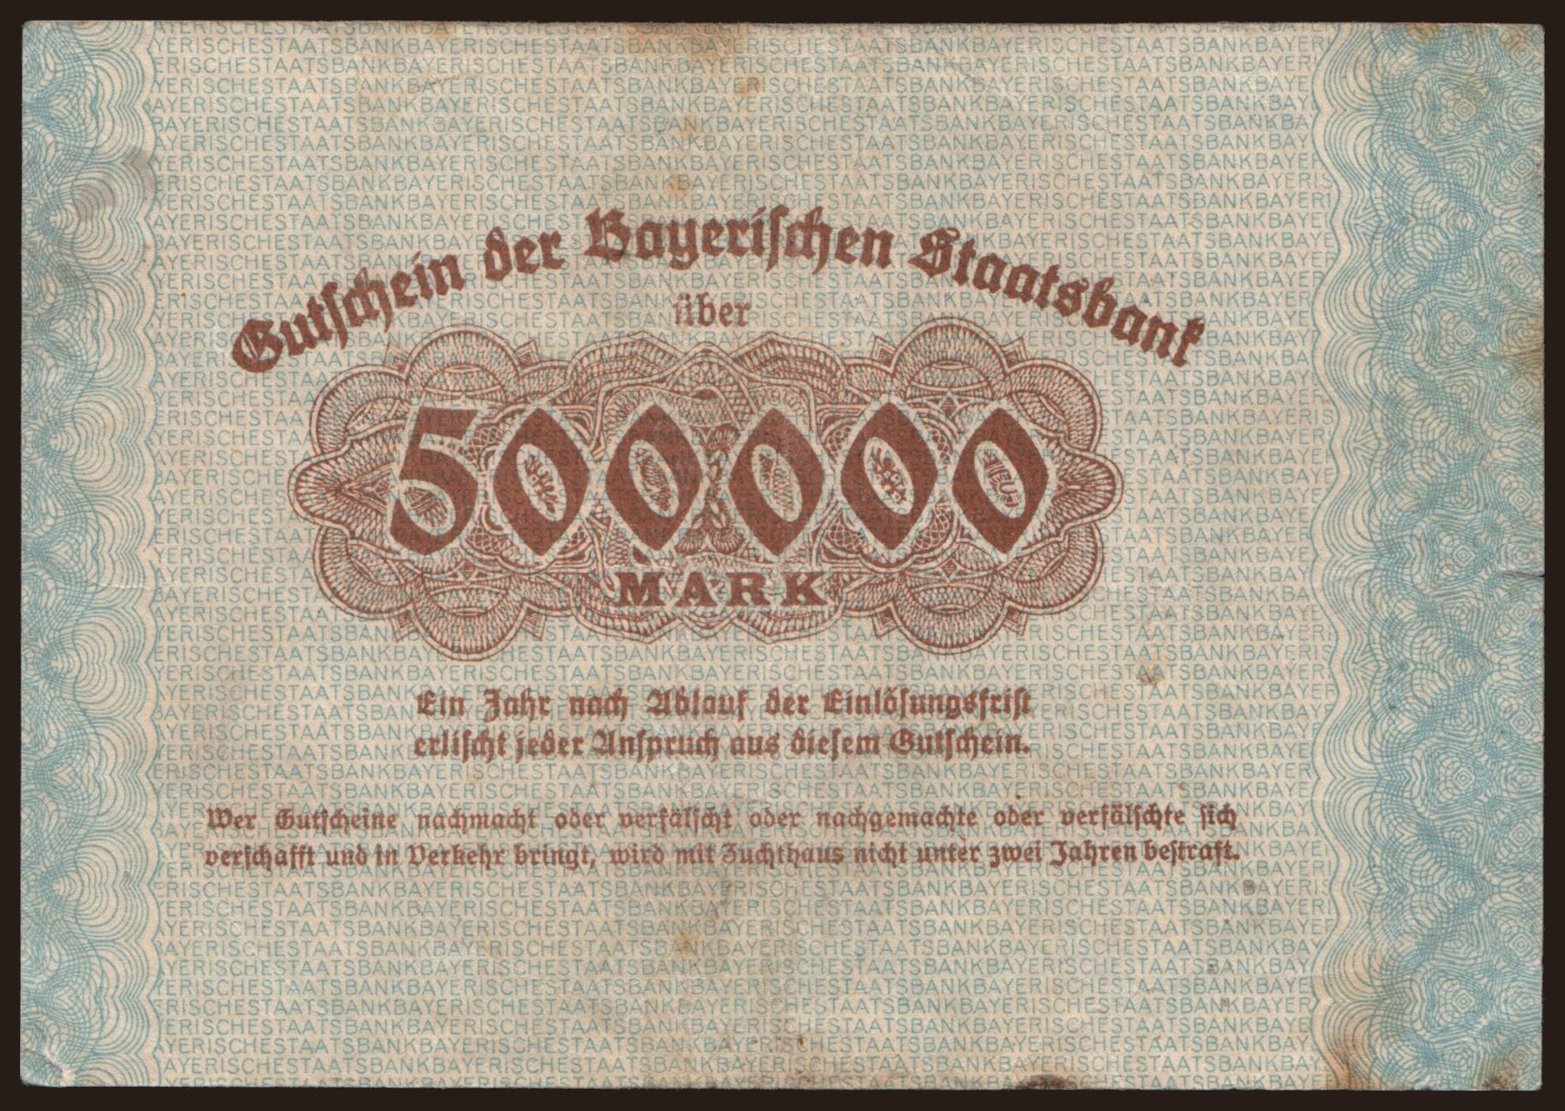 Gutschein der Bayerischen Staatsbank
über
500000
MARK
Ein Jahr nach Ablauf der Einlösungsfrist
erlischt jeder Anspruch aus diesem Gutschein.
Wer Gutscheine nachmacht oder verfälscht oder nachgemachte oder verfälschte sich
verschafft und in Verkehr bringt, wird mit Zuchthaus nicht unter zwei Jahren bestraft.